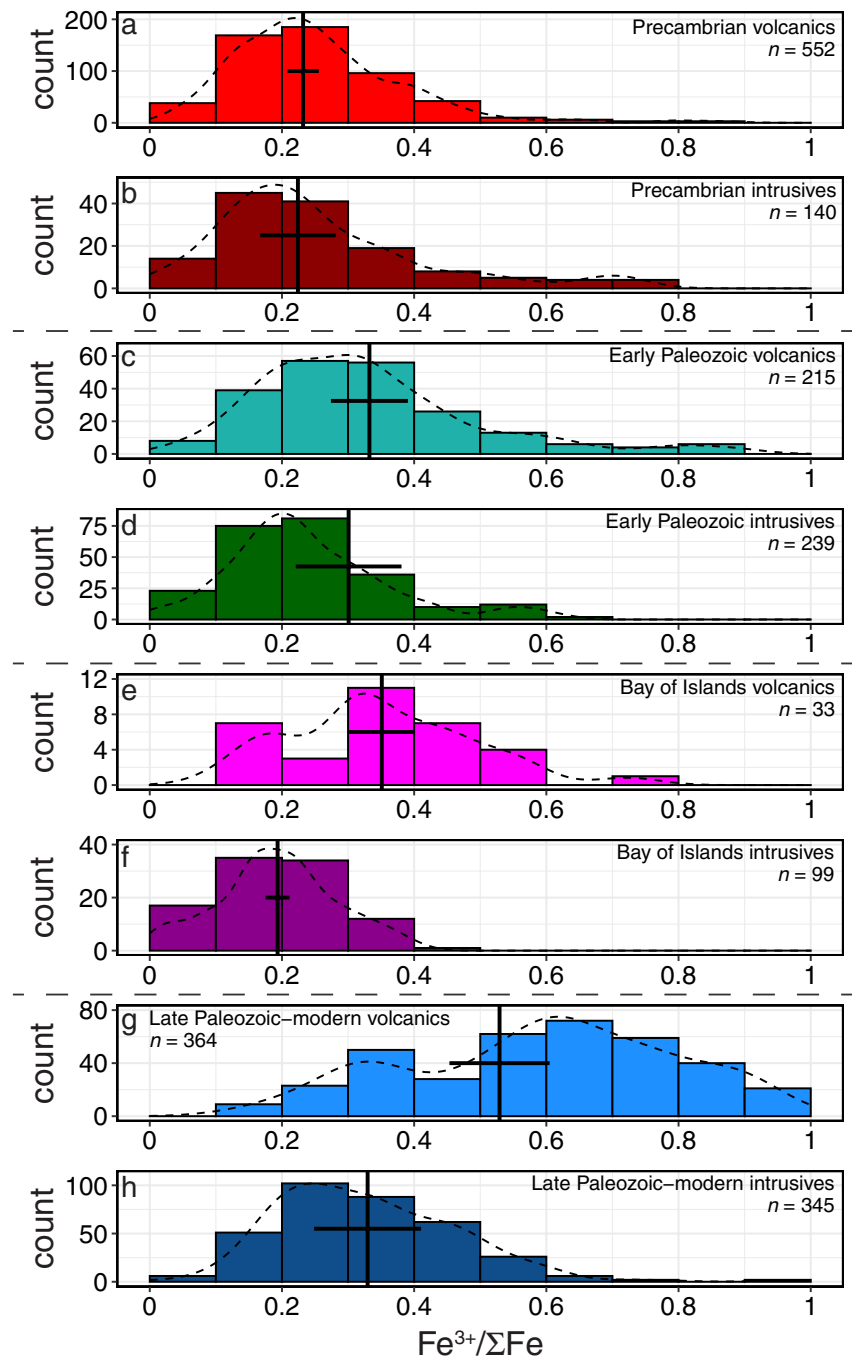 a
Precambrian volcanics
n = 552
count
200
100
0
0 0.2 0.4 0.6 0.8 1
b
Precambrian intrusives
n = 140
count
40
20
0
0 0.2 0.4 0.6 0.8 1
c
Early Paleozoic volcanics
n = 215
count
60
40
20
0
0 0.2 0.4 0.6 0.8 1
d
Early Paleozoic intrusives
n = 239
count
75
50
25
0
0 0.2 0.4 0.6 0.8 1
e
Bay of Islands volcanics
n = 33
count
12
8
4
0
0 0.2 0.4 0.6 0.8 1
f
Bay of Islands intrusives
n = 99
count
40
20
0
0 0.2 0.4 0.6 0.8 1
g
Late Paleozoic–modern volcanics
n = 364
count
80
40
0
0 0.2 0.4 0.6 0.8 1
h
Late Paleozoic–modern intrusives
n = 345
count
100
50
0
0 0.2 0.4 0.6 0.8 1
Fe³⁺/ΣFe